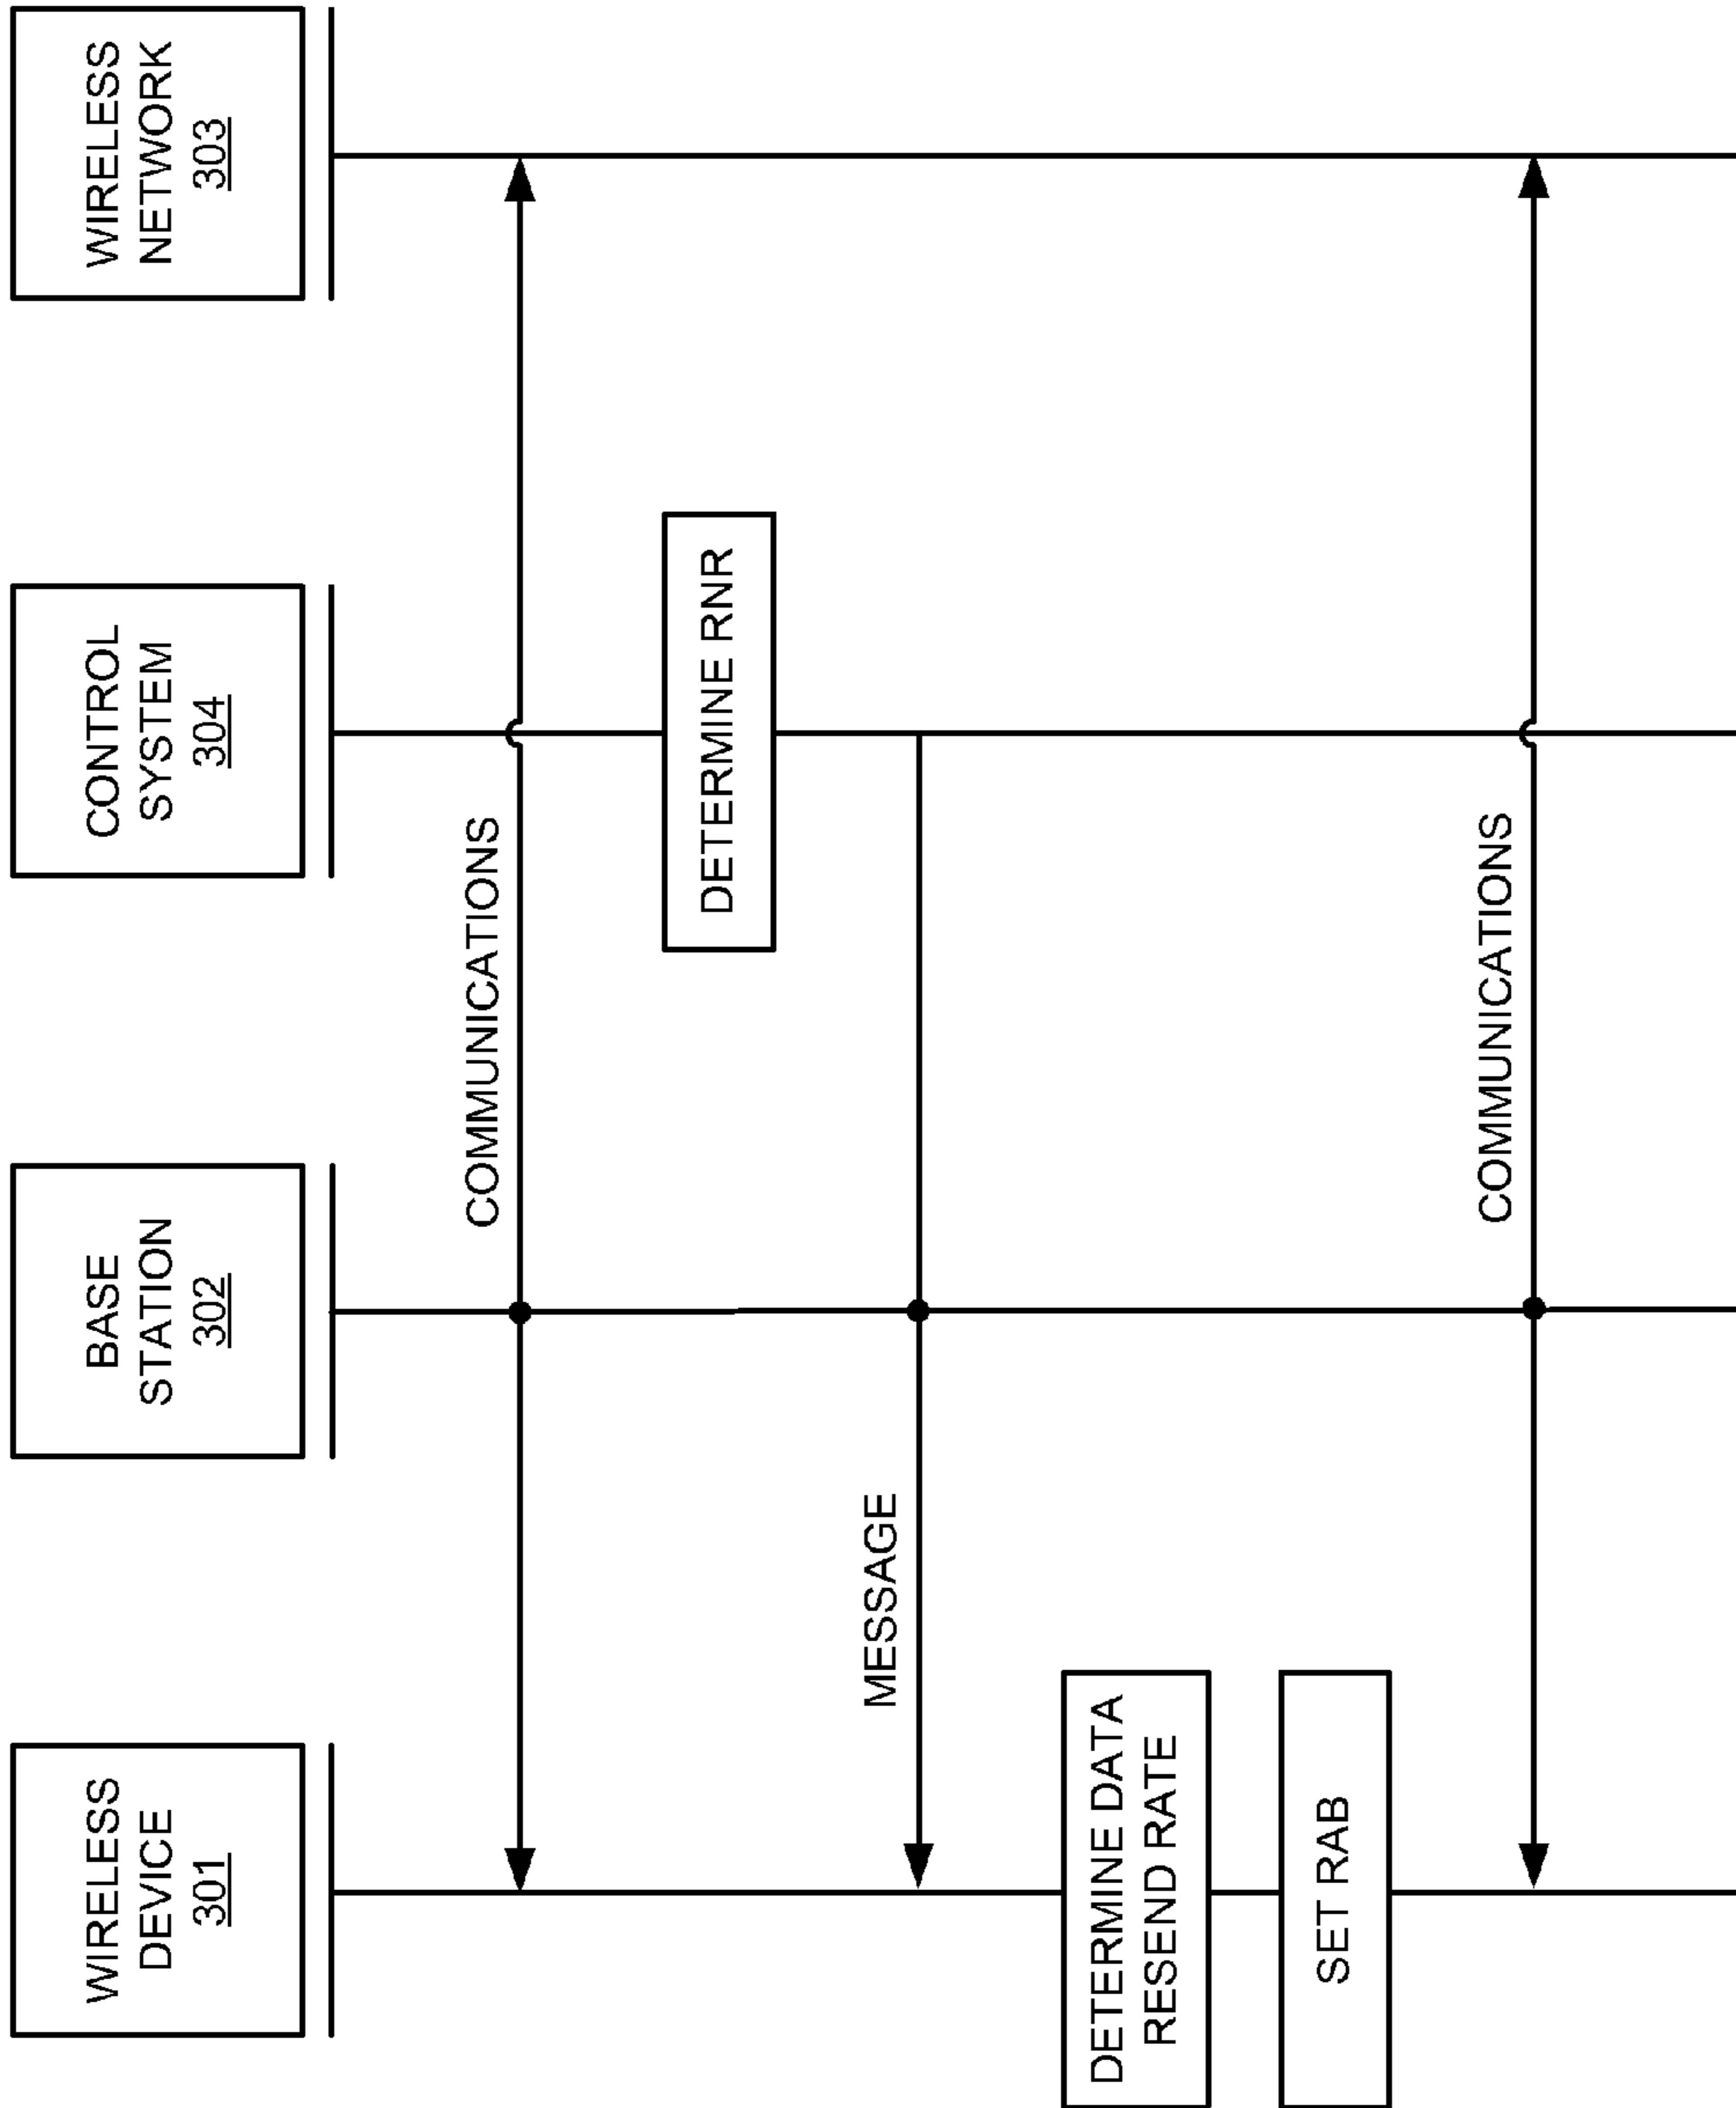 WIRELESS
DEVICE
301
BASE
STATION
302
CONTROL
SYSTEM
304
WIRELESS
NETWORK
303
COMMUNICATIONS
DETERMINE RNR
MESSAGE
DETERMINE DATA
RESEND RATE
SET RAB
COMMUNICATIONS